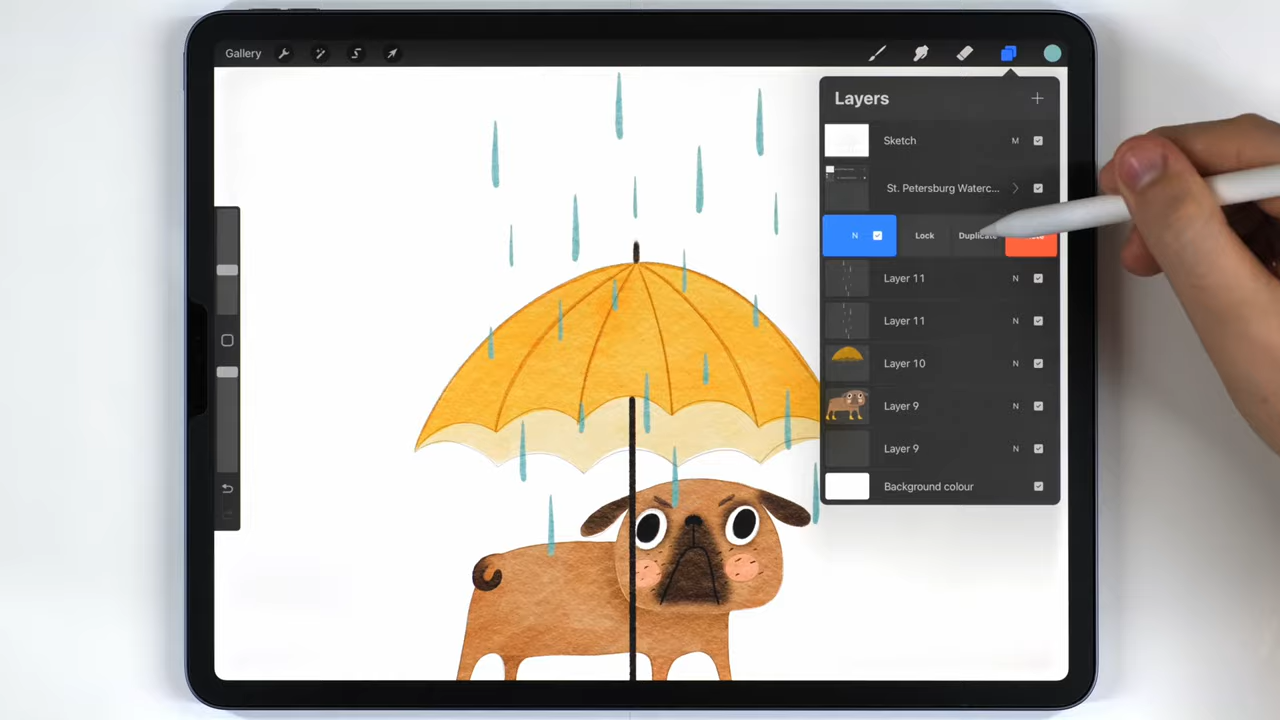 Gallery
Layers
Sketch M
St. Petersburg Waterc...
N Lock Duplicate
Layer 11 N
Layer 11 N
Layer 10 N
Layer 9 N
Layer 9 N
Background colour